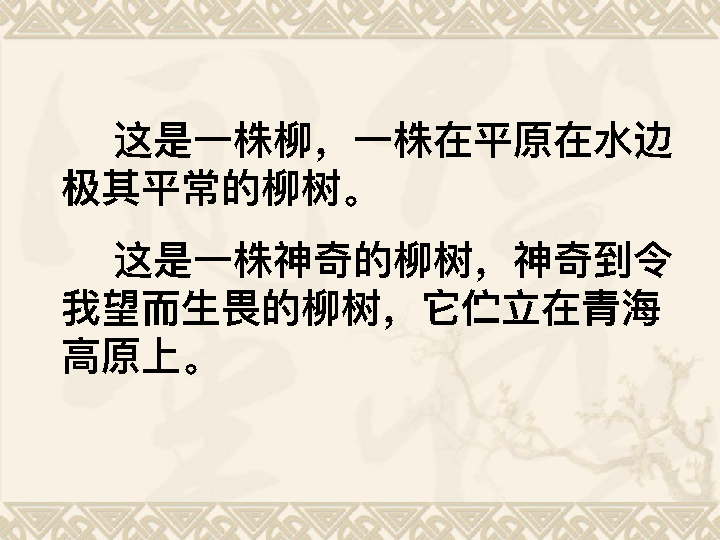 这是一株柳，一株在平原在水边
极其平常的柳树。
这是一株神奇的柳树，神奇到令
我望而生畏的柳树，它伫立在青海
高原上。